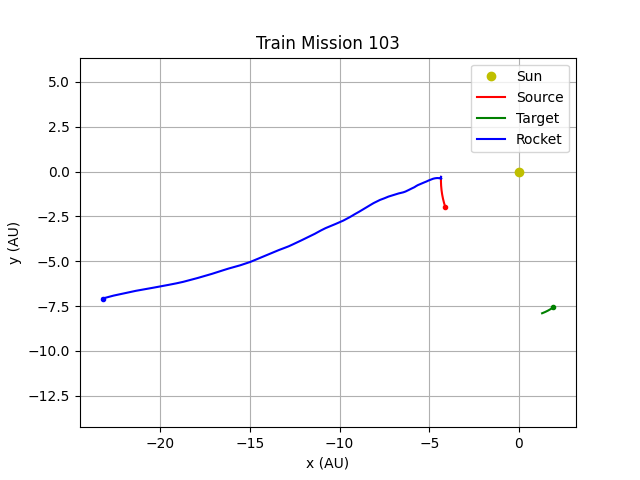 Train Mission 103
Sun
Source
Target
Rocket
5.0
2.5
0.0
−2.5
−5.0
−7.5
−10.0
−12.5
y (AU)
−20
−15
−10
−5
0
x (AU)